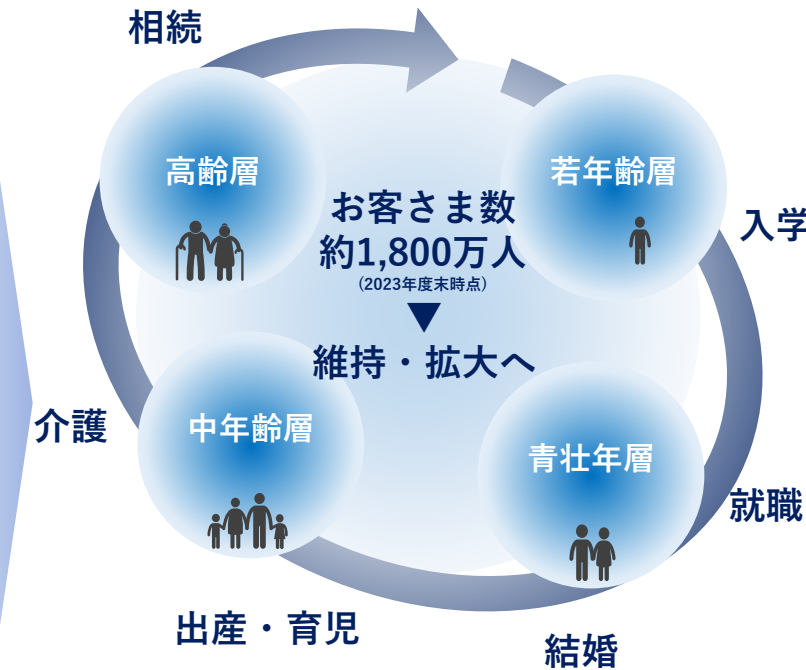 相続
高齢層
若年齢層
お客さま数
約1,800万人
(2023年度末時点)
維持・拡大へ
入学
介護
中年齢層
青壮年層
就職
出産・育児
結婚